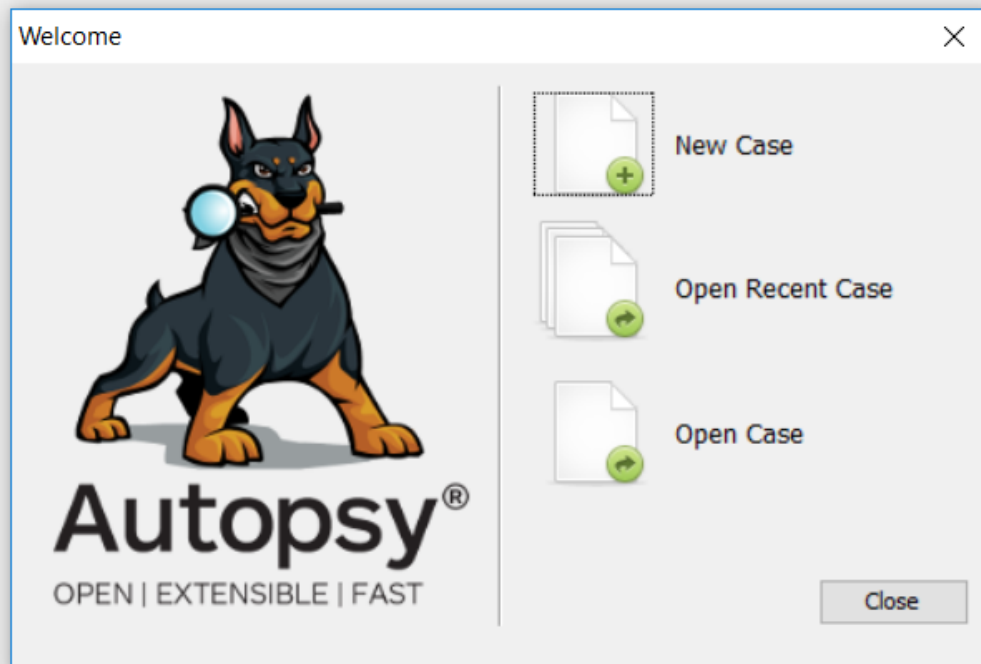 Welcome
New Case
Open Recent Case
Open Case
Autopsy®
OPEN | EXTENSIBLE | FAST
Close